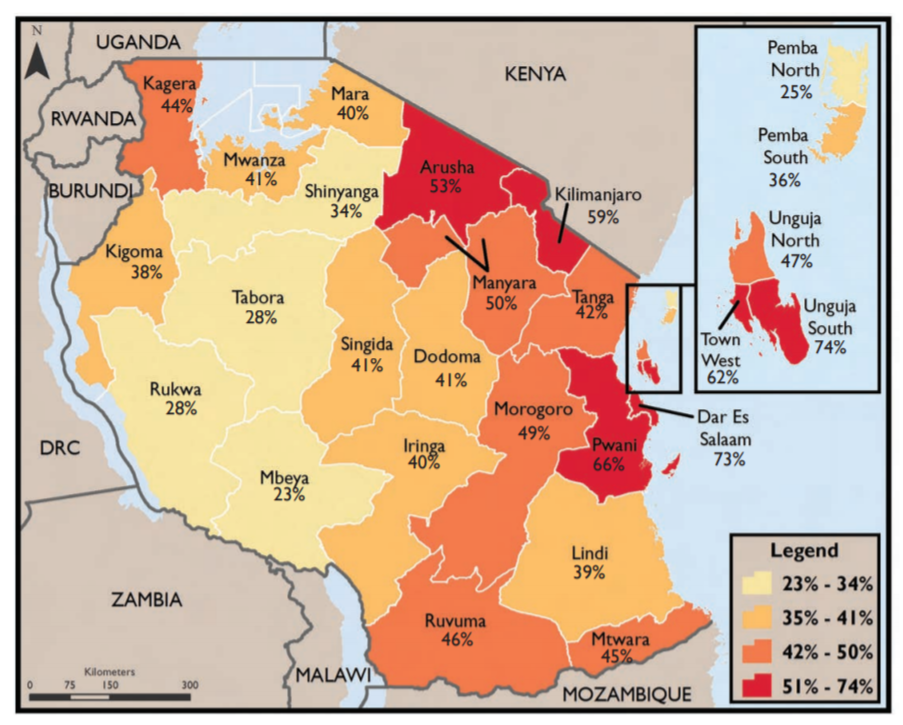 N
UGANDA
KENYA
RWANDA
BURUNDI
DRC
ZAMBIA
MALAWI
MOZAMBIQUE
Kagera
44%
Mara
40%
Mwanza
41%
Shinyanga
34%
Arusha
53%
Kilimanjaro
59%
Kigoma
38%
Tabora
28%
Manyara
50%
Tanga
42%
Singida
41%
Dodoma
41%
Rukwa
28%
Morogoro
49%
Dar Es
Salaam
73%
Pwani
66%
Iringa
40%
Mbeya
23%
Lindi
39%
Ruvuma
46%
Mtwara
45%
Pemba
North
25%
Pemba
South
36%
Unguja
North
47%
Unguja
South
74%
Town
West
62%
Legend
23% - 34%
35% - 41%
42% - 50%
51% - 74%
Kilometers
0 75 150 300